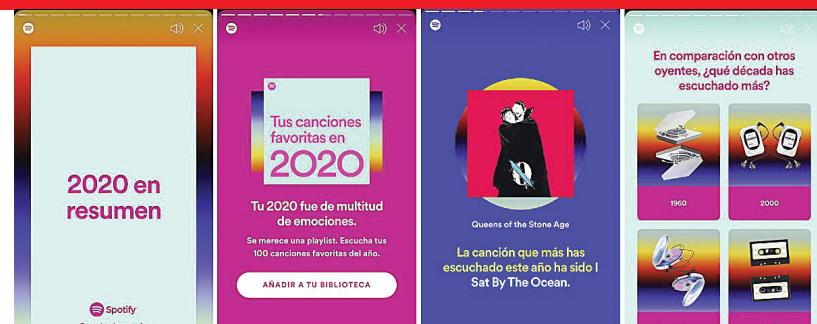 2020 en
resumen
Spotify
Tus canciones
favoritas en
2020
Tu 2020 fue de multitud
de emociones.
Se merece una playlist. Escucha tus
100 canciones favoritas del año.
AÑADIR A TU BIBLIOTECA
Queens of the Stone Age
La canción que más has
escuchado este año ha sido I
Sat By The Ocean.
En comparación con otros
oyentes, ¿qué década has
escuchado más?
1960
2000